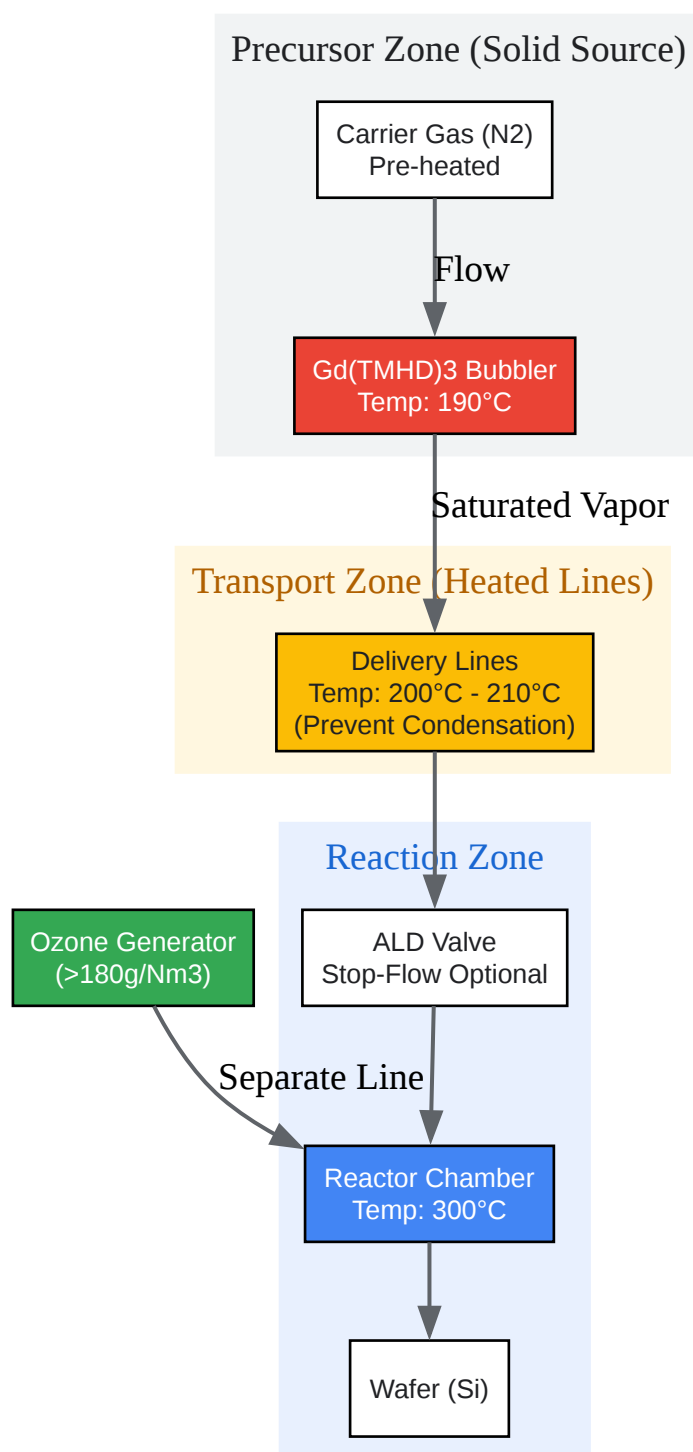 Precursor Zone (Solid Source)
Carrier Gas (N2)
Pre-heated
Flow
Gd(TMHD)3 Bubbler
Temp: 190°C
Saturated Vapor
Transport Zone (Heated Lines)
Delivery Lines
Temp: 200°C - 210°C
(Prevent Condensation)
Reaction Zone
Ozone Generator
(>180g/Nm3)
ALD Valve
Stop-Flow Optional
Separate Line
Reactor Chamber
Temp: 300°C
Wafer (Si)